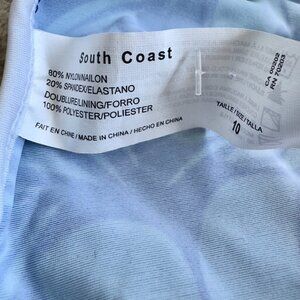 South Coast
80% NYLON/NAILON
20% SPANDEX/ELASTANO
DOUBLURE/LINING/FORRO
100% POLYESTER/POLIESTER
FAIT EN CHINE / MADE IN CHINA / HECHO EN CHINA
TAILLE / SIZE / TALLA
10